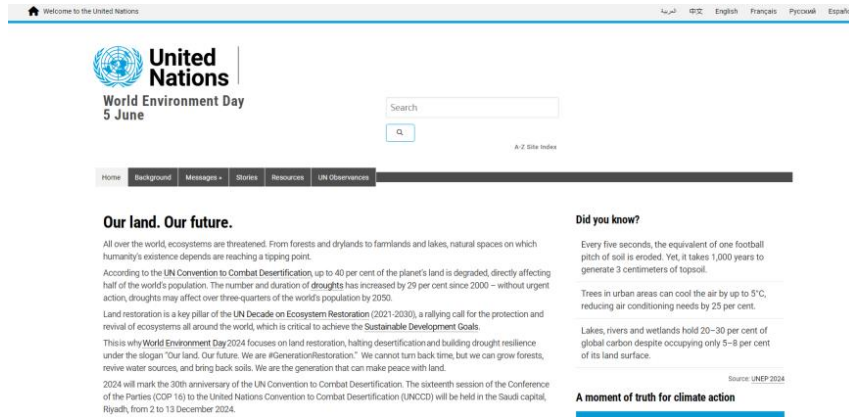 Welcome to the United Nations
العربية 中文 English Français Русский Españo
United
Nations
World Environment Day
5 June
Search
A-Z Site Index
Home Background Messages Stories Resources UN Observances
Our land. Our future.
All over the world, ecosystems are threatened. From forests and drylands to farmlands and lakes, natural spaces on which
humanity's existence depends are reaching a tipping point.
According to the UN Convention to Combat Desertification, up to 40 per cent of the planet's land is degraded, directly affecting
half of the world's population. The number and duration of droughts has increased by 29 per cent since 2000 – without urgent
action, droughts may affect over three-quarters of the world's population by 2050.
Land restoration is a key pillar of the UN Decade on Ecosystem Restoration (2021-2030), a rallying call for the protection and
revival of ecosystems all around the world, which is critical to achieve the Sustainable Development Goals.
This is why World Environment Day 2024 focuses on land restoration, halting desertification and building drought resilience
under the slogan "Our land. Our future. We are #GenerationRestoration." We cannot turn back time, but we can grow forests,
revive water sources, and bring back soils. We are the generation that can make peace with land.
2024 will mark the 30th anniversary of the UN Convention to Combat Desertification. The sixteenth session of the Conference
of the Parties (COP 16) to the United Nations Convention to Combat Desertification (UNCCD) will be held in the Saudi capital,
Riyadh, from 2 to 13 December 2024.
Did you know?
Every five seconds, the equivalent of one football
pitch of soil is eroded. Yet, it takes 1,000 years to
generate 3 centimeters of topsoil.
Trees in urban areas can cool the air by up to 5°C,
reducing air conditioning needs by 25 per cent.
Lakes, rivers and wetlands hold 20–30 per cent of
global carbon despite occupying only 5–8 per cent
of its land surface.
Source: UNEP 2024
A moment of truth for climate action